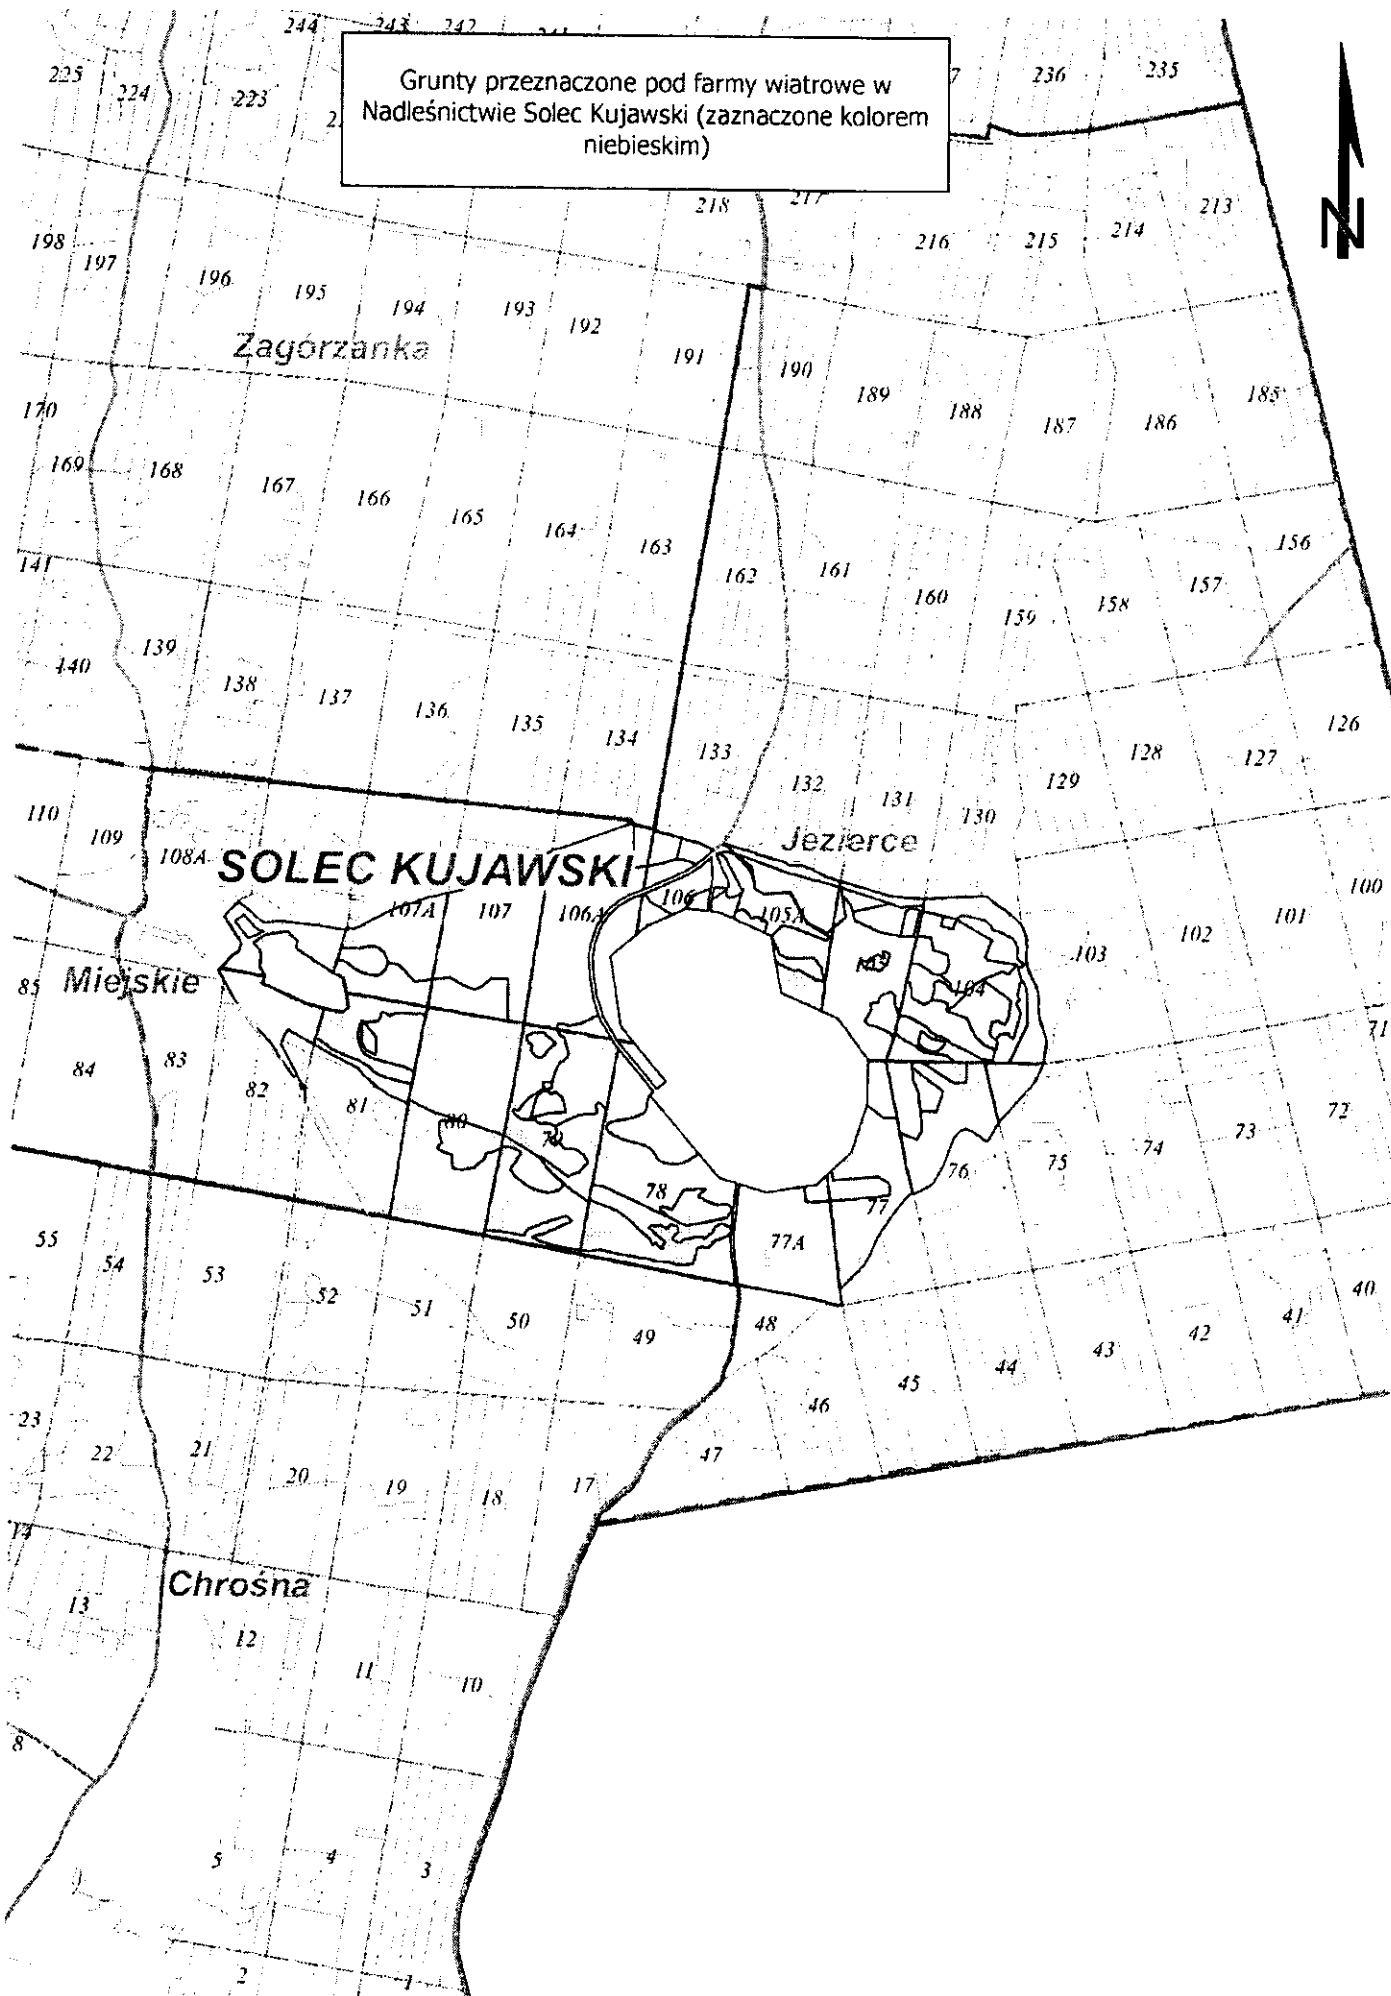 244 243 242 241
Grunty przeznaczone pod farmy wiatrowe w
Nadleśnictwie Solec Kujawski (zaznaczone kolorem
niebieskim)
225 224 223 236 235
N
218 217 216 215 214 213
198 197 196 195 194 193 192 191
Zagórzanka
190 189 188 187 186 185
170 169 168 167 166 165 164 163
162 161 160 159 158 157 156
141 140 139 138 137 136 135 134
133 132 131 130 129 128 127 126
Jezierce
110 109 108A
SOLEC KUJAWSKI
107A 107 106A 106 105A 104 103 102 101 100
Miejskie
85 84 83 82 81 80 79 78 77A 77 76 75 74 73 72 71
55 54 53 52 51 50 49 48 46 45 44 43 42 41 40
23 22 21 20 19 18 17 47
14 13
Chrośna
12 11 10
8
5 4 3
2 1